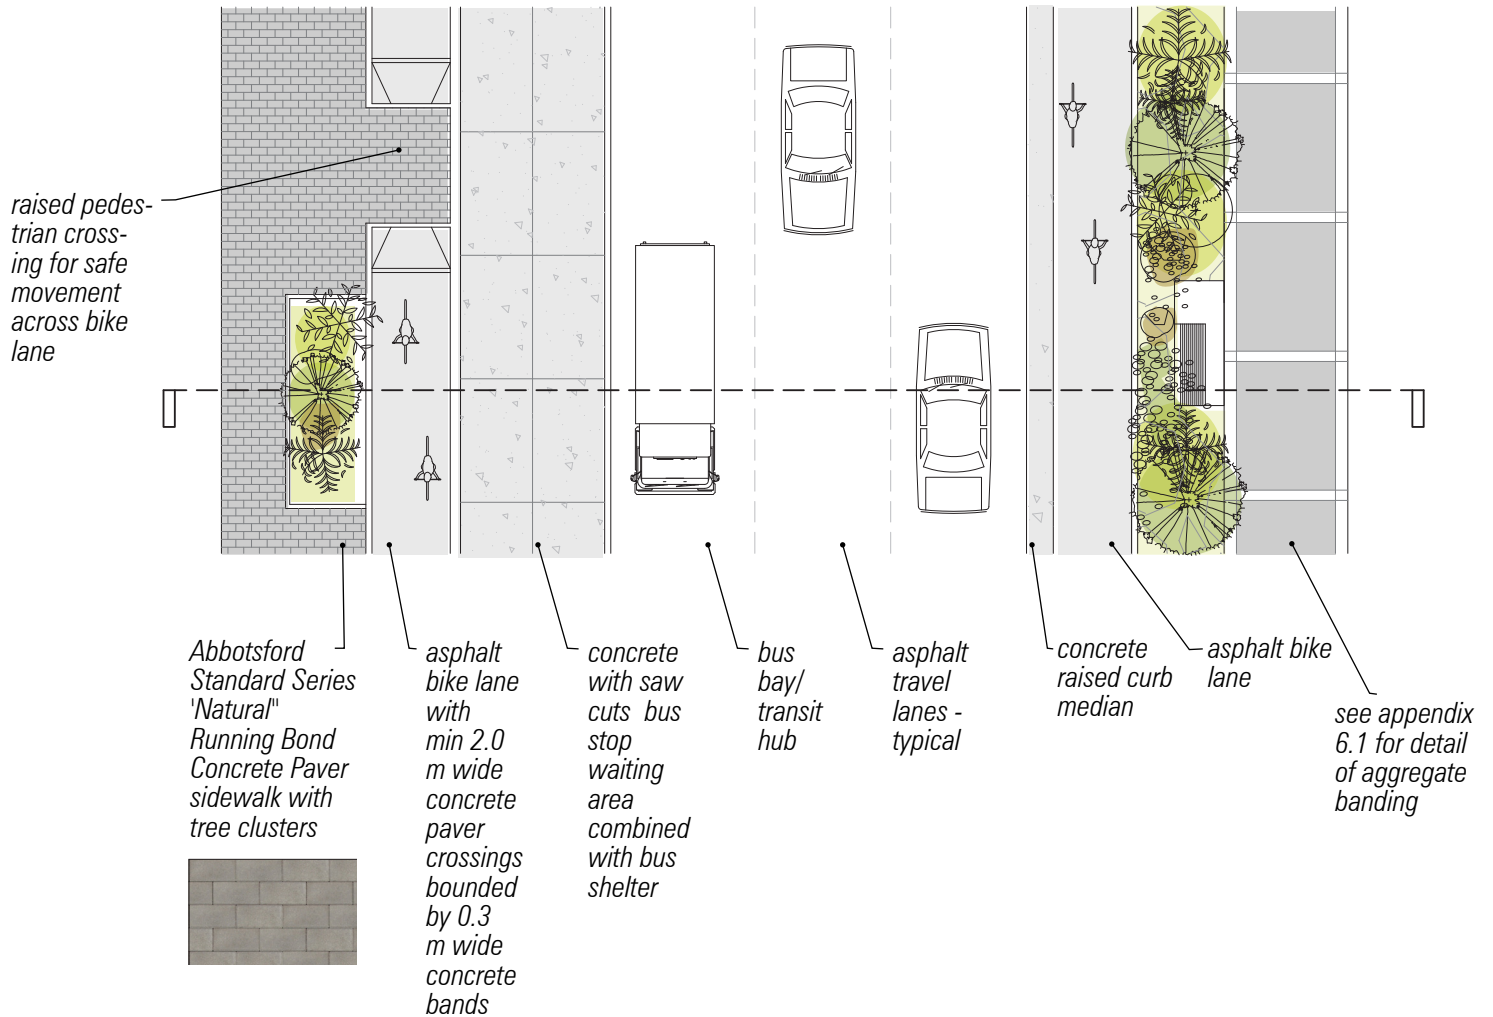 raised pedes-
trian cross-
ing for safe
movement
across bike
lane
Abbotsford
Standard Series
'Natural"
Running Bond
Concrete Paver
sidewalk with
tree clusters
asphalt
bike lane
with
min 2.0
m wide
concrete
paver
crossings
bounded
by 0.3
m wide
concrete
bands
concrete
with saw
cuts bus
stop
waiting
area
combined
with bus
shelter
bus
bay/
transit
hub
asphalt
travel
lanes -
typical
concrete
raised curb
median
asphalt bike
lane
see appendix
6.1 for detail
of aggregate
banding